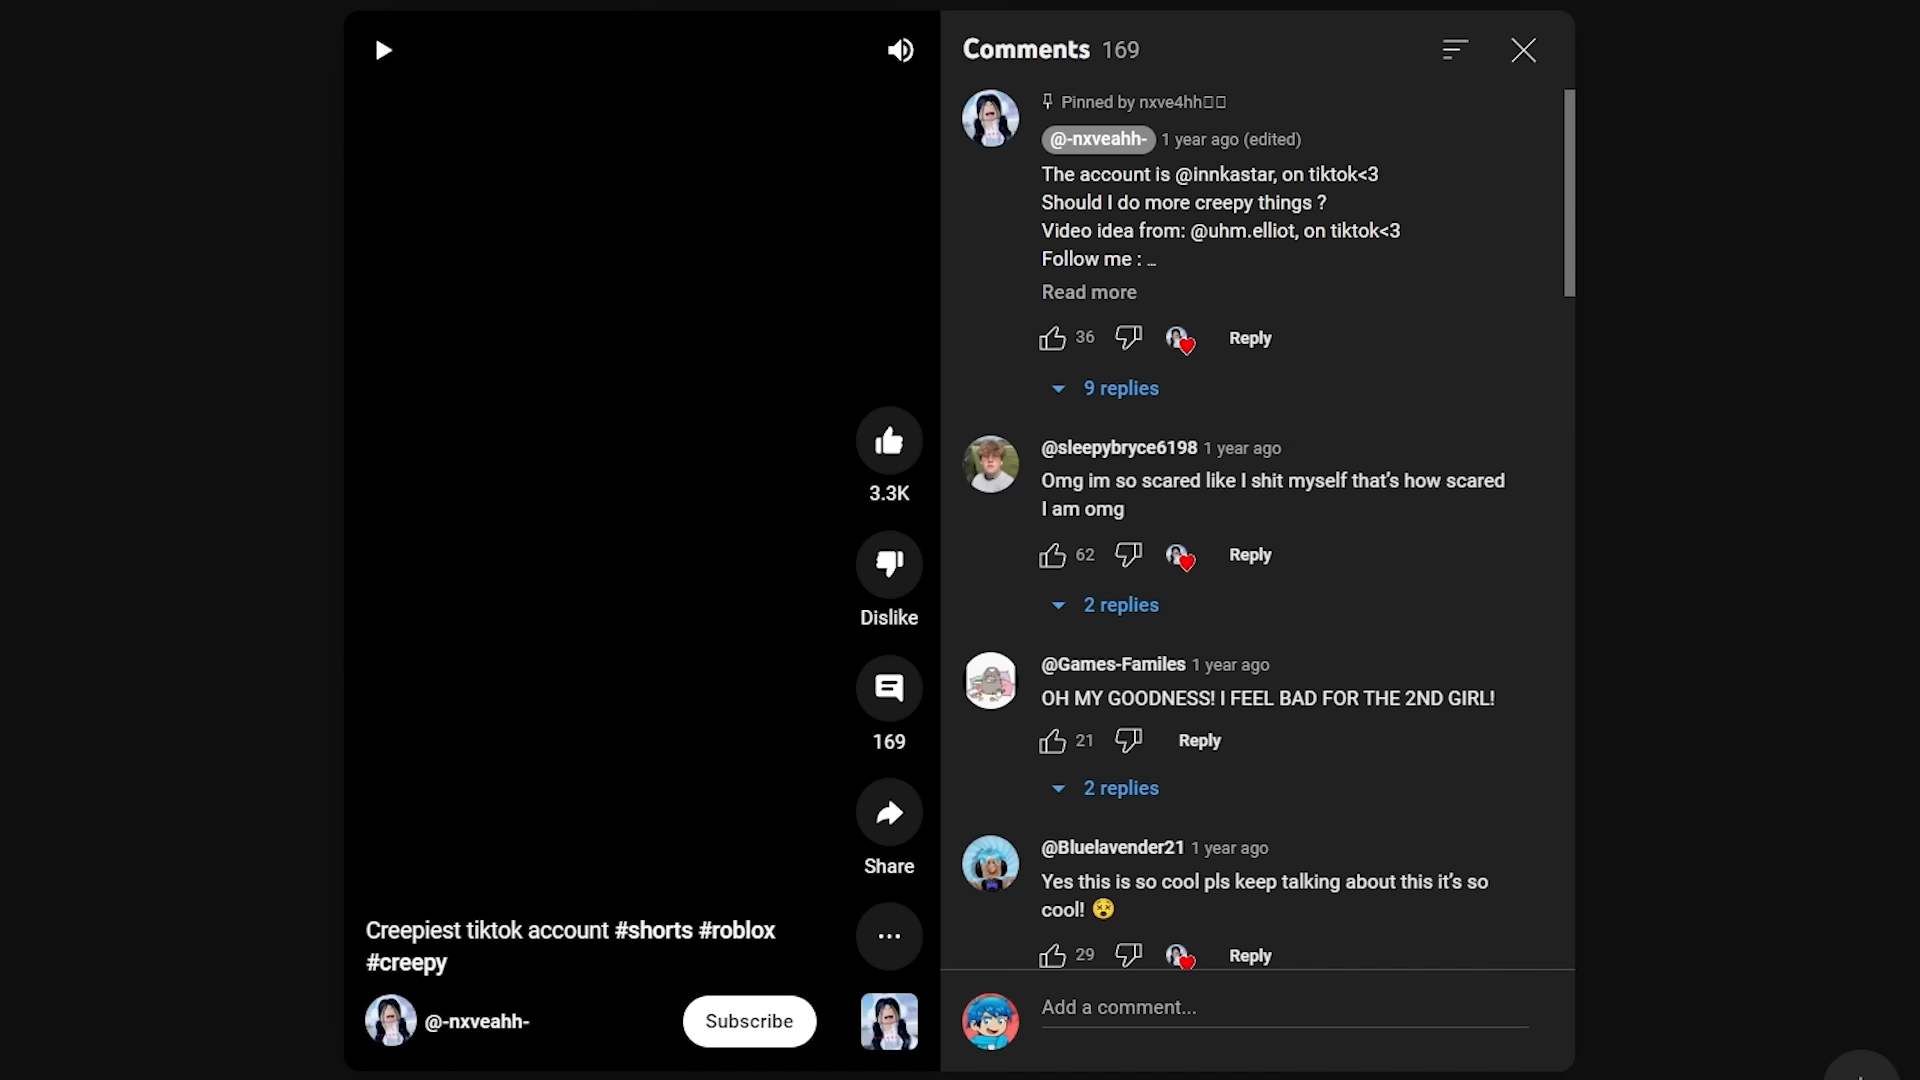 Comments 169
Pinned by nxve4hh
@-nxveahh- 1 year ago (edited)
The account is @innkastar, on tiktok<3
Should I do more creepy things ?
Video idea from: @uhm.elliot, on tiktok<3
Follow me : ...
Read more
36 Reply
9 replies
@sleepybryce6198 1 year ago
Omg im so scared like I shit myself that's how scared
I am omg
62 Reply
2 replies
@Games-Familes 1 year ago
OH MY GOODNESS! I FEEL BAD FOR THE 2ND GIRL!
21 Reply
2 replies
@Bluelavender21 1 year ago
Yes this is so cool pls keep talking about this it's so
cool! 😵
29 Reply
Add a comment...
3.3K
Dislike
169
Share
Creepiest tiktok account #shorts #roblox
#creepy
@-nxveahh-
Subscribe